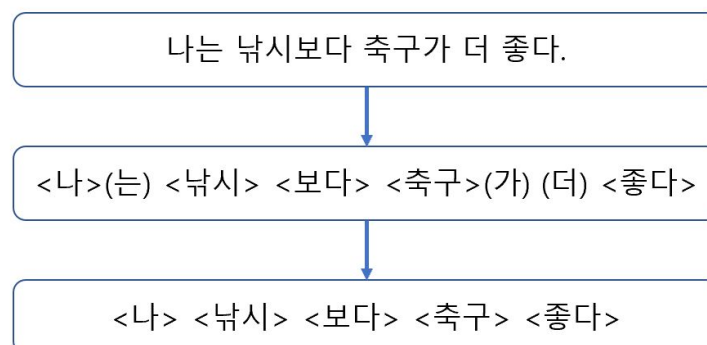 나는 낚시보다 축구가 더 좋다.
<나>(는) <낚시> <보다> <축구>(가) (더) <좋다>
<나> <낚시> <보다> <축구> <좋다>